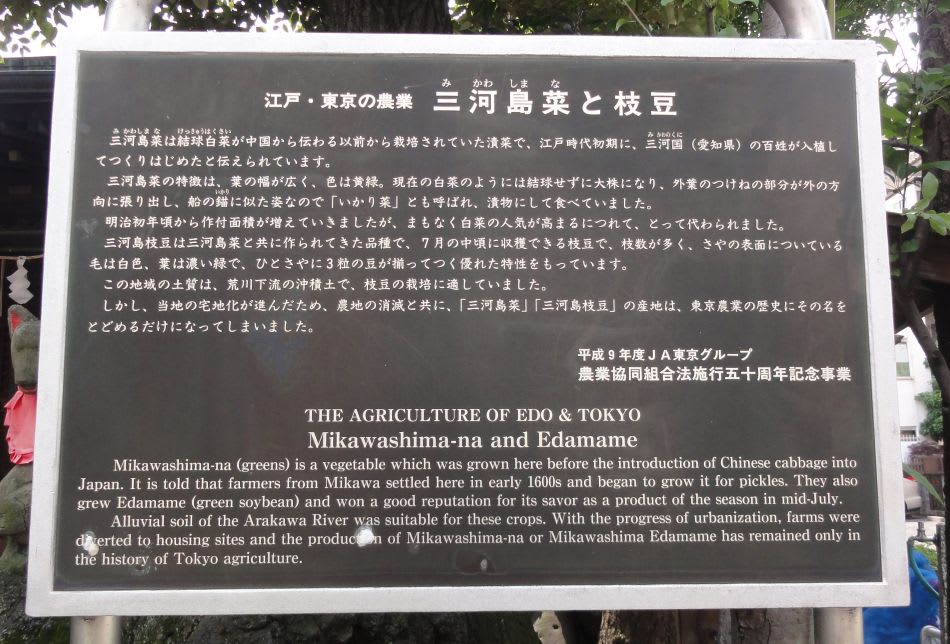 江戸・東京の農業 三河島菜と枝豆
三河島菜は結球白菜が中国から伝わる以前から栽培されていた漬菜で、江戸時代初期に、三河国（愛知県）の百姓が入植し
てつくりはじめたと伝えられています。
三河島菜の特徴は、葉の幅が広く、色は黄緑。現在の白菜のようには結球せずに大株になり、外葉のつけねの部分が外の方
向に張り出し、船の錨に似た姿なので「いかり菜」とも呼ばれ、漬物にして食べていました。
明治初年頃から作付面積が増えていきましたが、まもなく白菜の人気が高まるにつれて、とって代わられました。
三河島枝豆は三河島菜と共に作られてきた品種で、７月の中頃に収穫できる枝豆で、枝数が多く、さやの表面についている
毛は白色、葉は濃い緑で、ひとさやに３粒の豆が揃ってつく優れた特性をもっています。
この地域の土質は、荒川下流の沖積土で、枝豆の栽培に適していました。
しかし、当地の宅地化が進んだため、農地の消滅と共に、「三河島菜」「三河島枝豆」の産地は、東京農業の歴史にその名を
とどめるだけになってしまいました。
平成９年度ＪＡ東京グループ
農業協同組合法施行五十周年記念事業
THE AGRICULTURE OF EDO & TOKYO
Mikawashima-na and Edamame
Mikawashima-na (greens) is a vegetable which was grown here before the introduction of Chinese cabbage into
Japan. It is told that farmers from Mikawa settled here in early 1600s and began to grow it for pickles. They also
grew Edamame (green soybean) and won a good reputation for its savor as a product of the season in mid-July.
Alluvial soil of the Arakawa River was suitable for these crops. With the progress of urbanization, farms were
diverted to housing sites and the production of Mikawashima-na or Mikawashima Edamame has remained only in
the history of Tokyo agriculture.